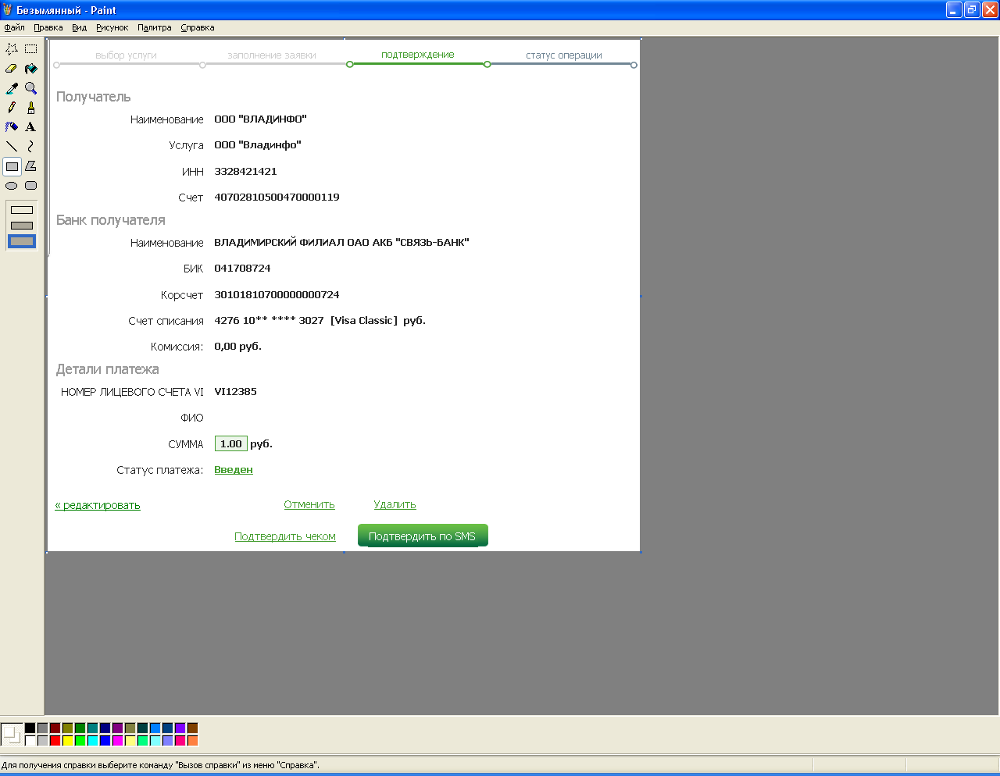 Безымянный - Paint
Файл Правка Вид Рисунок Палитра Справка
выбор услуги заполнение заявки подтверждение статус операции
Получатель
Наименование ООО "ВЛАДИНФО"
Услуга ООО "Владинфо"
ИНН 3328421421
Счет 40702810500470000119
Банк получателя
Наименование ВЛАДИМИРСКИЙ ФИЛИАЛ ОАО АКБ "СВЯЗЬ-БАНК"
БИК 041708724
Корсчет 30101810700000000724
Счет списания 4276 10** **** 3027 [Visa Classic] руб.
Комиссия: 0,00 руб.
Детали платежа
НОМЕР ЛИЦЕВОГО СЧЕТА VI VI12385
ФИО
СУММА 1.00 руб.
Статус платежа: Введен
« редактировать Отменить Удалить
Подтвердить чеком Подтвердить по SMS
Для получения справки выберите команду "Вызов справки" из меню "Справка".